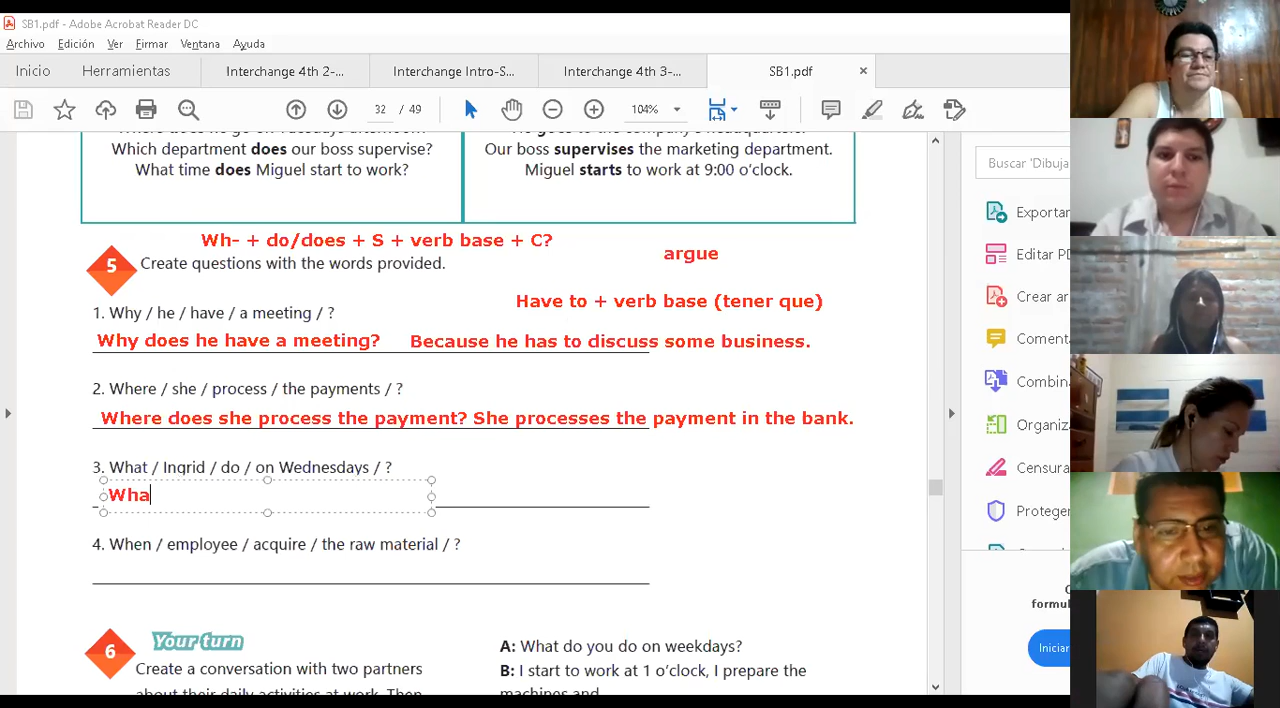 SB1.pdf - Adobe Acrobat Reader DC
Archivo Edición Ver Firmar Ventana Ayuda
Inicio Herramientas Interchange 4th 2-... Interchange Intro-S... Interchange 4th 3-... SB1.pdf ×
32 / 49 104%
Which department does our boss supervise? Our boss supervises the marketing department.
What time does Miguel start to work? Miguel starts to work at 9:00 o'clock.
Buscar 'Dibuja
Exportar
Editar PD
Crear ar
Comenta
Combina
Organiza
Censura
Proteger
Wh- + do/does + S + verb base + C?
argue
5 Create questions with the words provided.
Have to + verb base (tener que)
1. Why / he / have / a meeting / ?
Why does he have a meeting? Because he has to discuss some business.
2. Where / she / process / the payments / ?
Where does she process the payment? She processes the payment in the bank.
3. What / Ingrid / do / on Wednesdays / ?
Wha
4. When / employee / acquire / the raw material / ?
6 Your turn
Create a conversation with two partners
A: What do you do on weekdays?
B: I start to work at 1 o'clock, I prepare the
machines and
formu
Iniciar